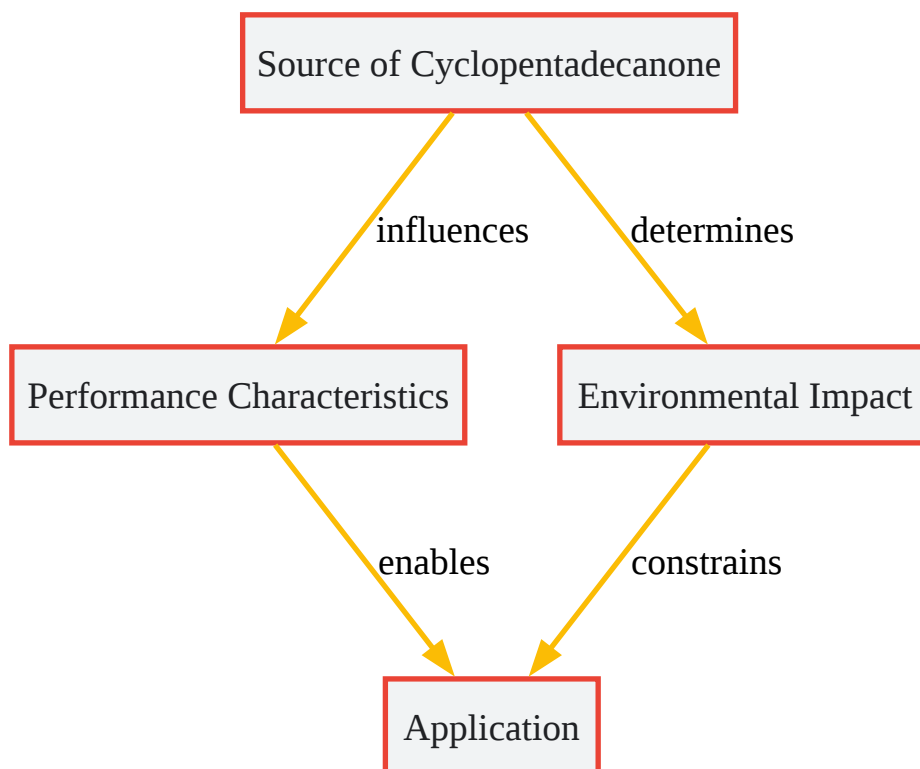 Source of Cyclopentadecanone
influences
determines
Performance Characteristics
Environmental Impact
enables
constrains
Application